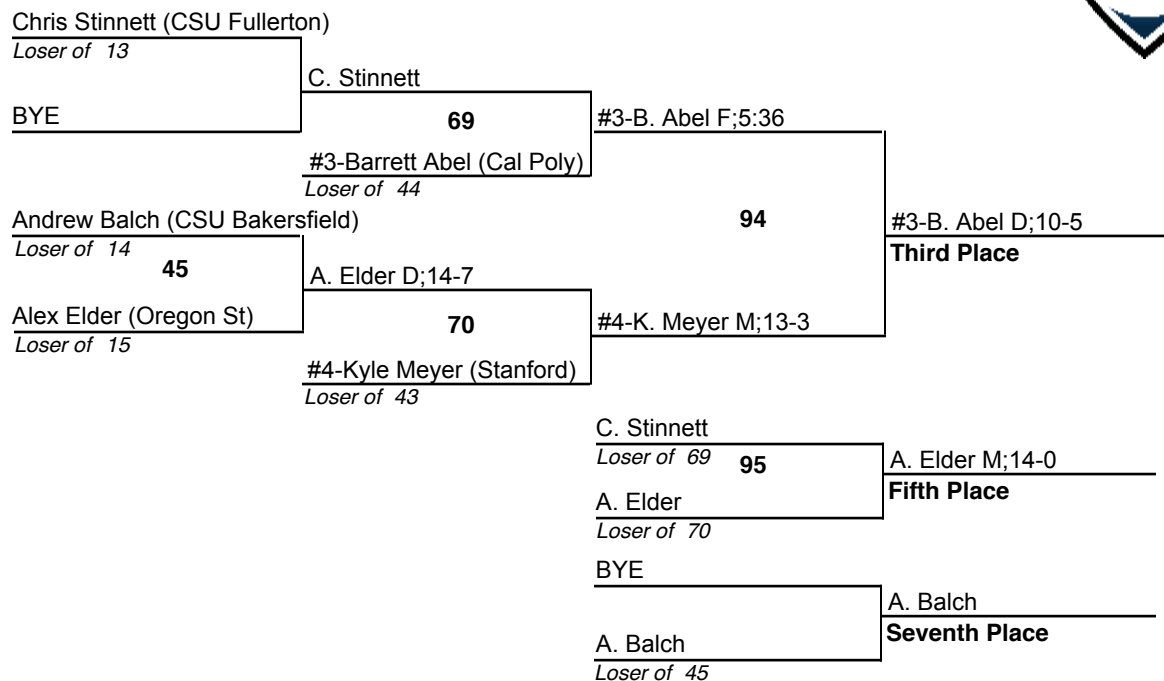 Chris Stinnett (CSU Fullerton)
Loser of 13
C. Stinnett
BYE
69
#3-B. Abel F;5:36
#3-Barrett Abel (Cal Poly)
Loser of 44
Andrew Balch (CSU Bakersfield)
Loser of 14
94
#3-B. Abel D;10-5
Third Place
45
A. Elder D;14-7
Alex Elder (Oregon St)
Loser of 15
70
#4-K. Meyer M;13-3
#4-Kyle Meyer (Stanford)
Loser of 43
C. Stinnett
Loser of 69
95
A. Elder M;14-0
Fifth Place
A. Elder
Loser of 70
BYE
A. Balch
Seventh Place
A. Balch
Loser of 45